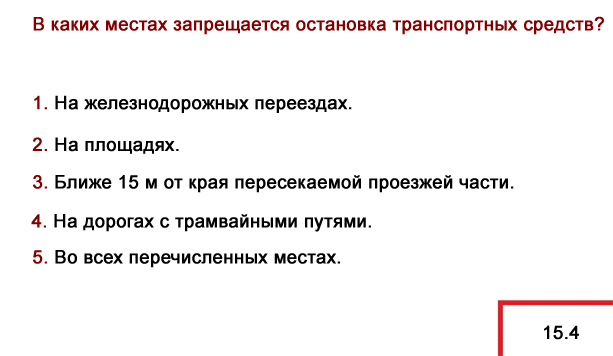 В каких местах запрещается остановка транспортных средств?
1. На железнодорожных переездах.
2. На площадях.
3. Ближе 15 м от края пересекаемой проезжей части.
4. На дорогах с трамвайными путями.
5. Во всех перечисленных местах.
15.4